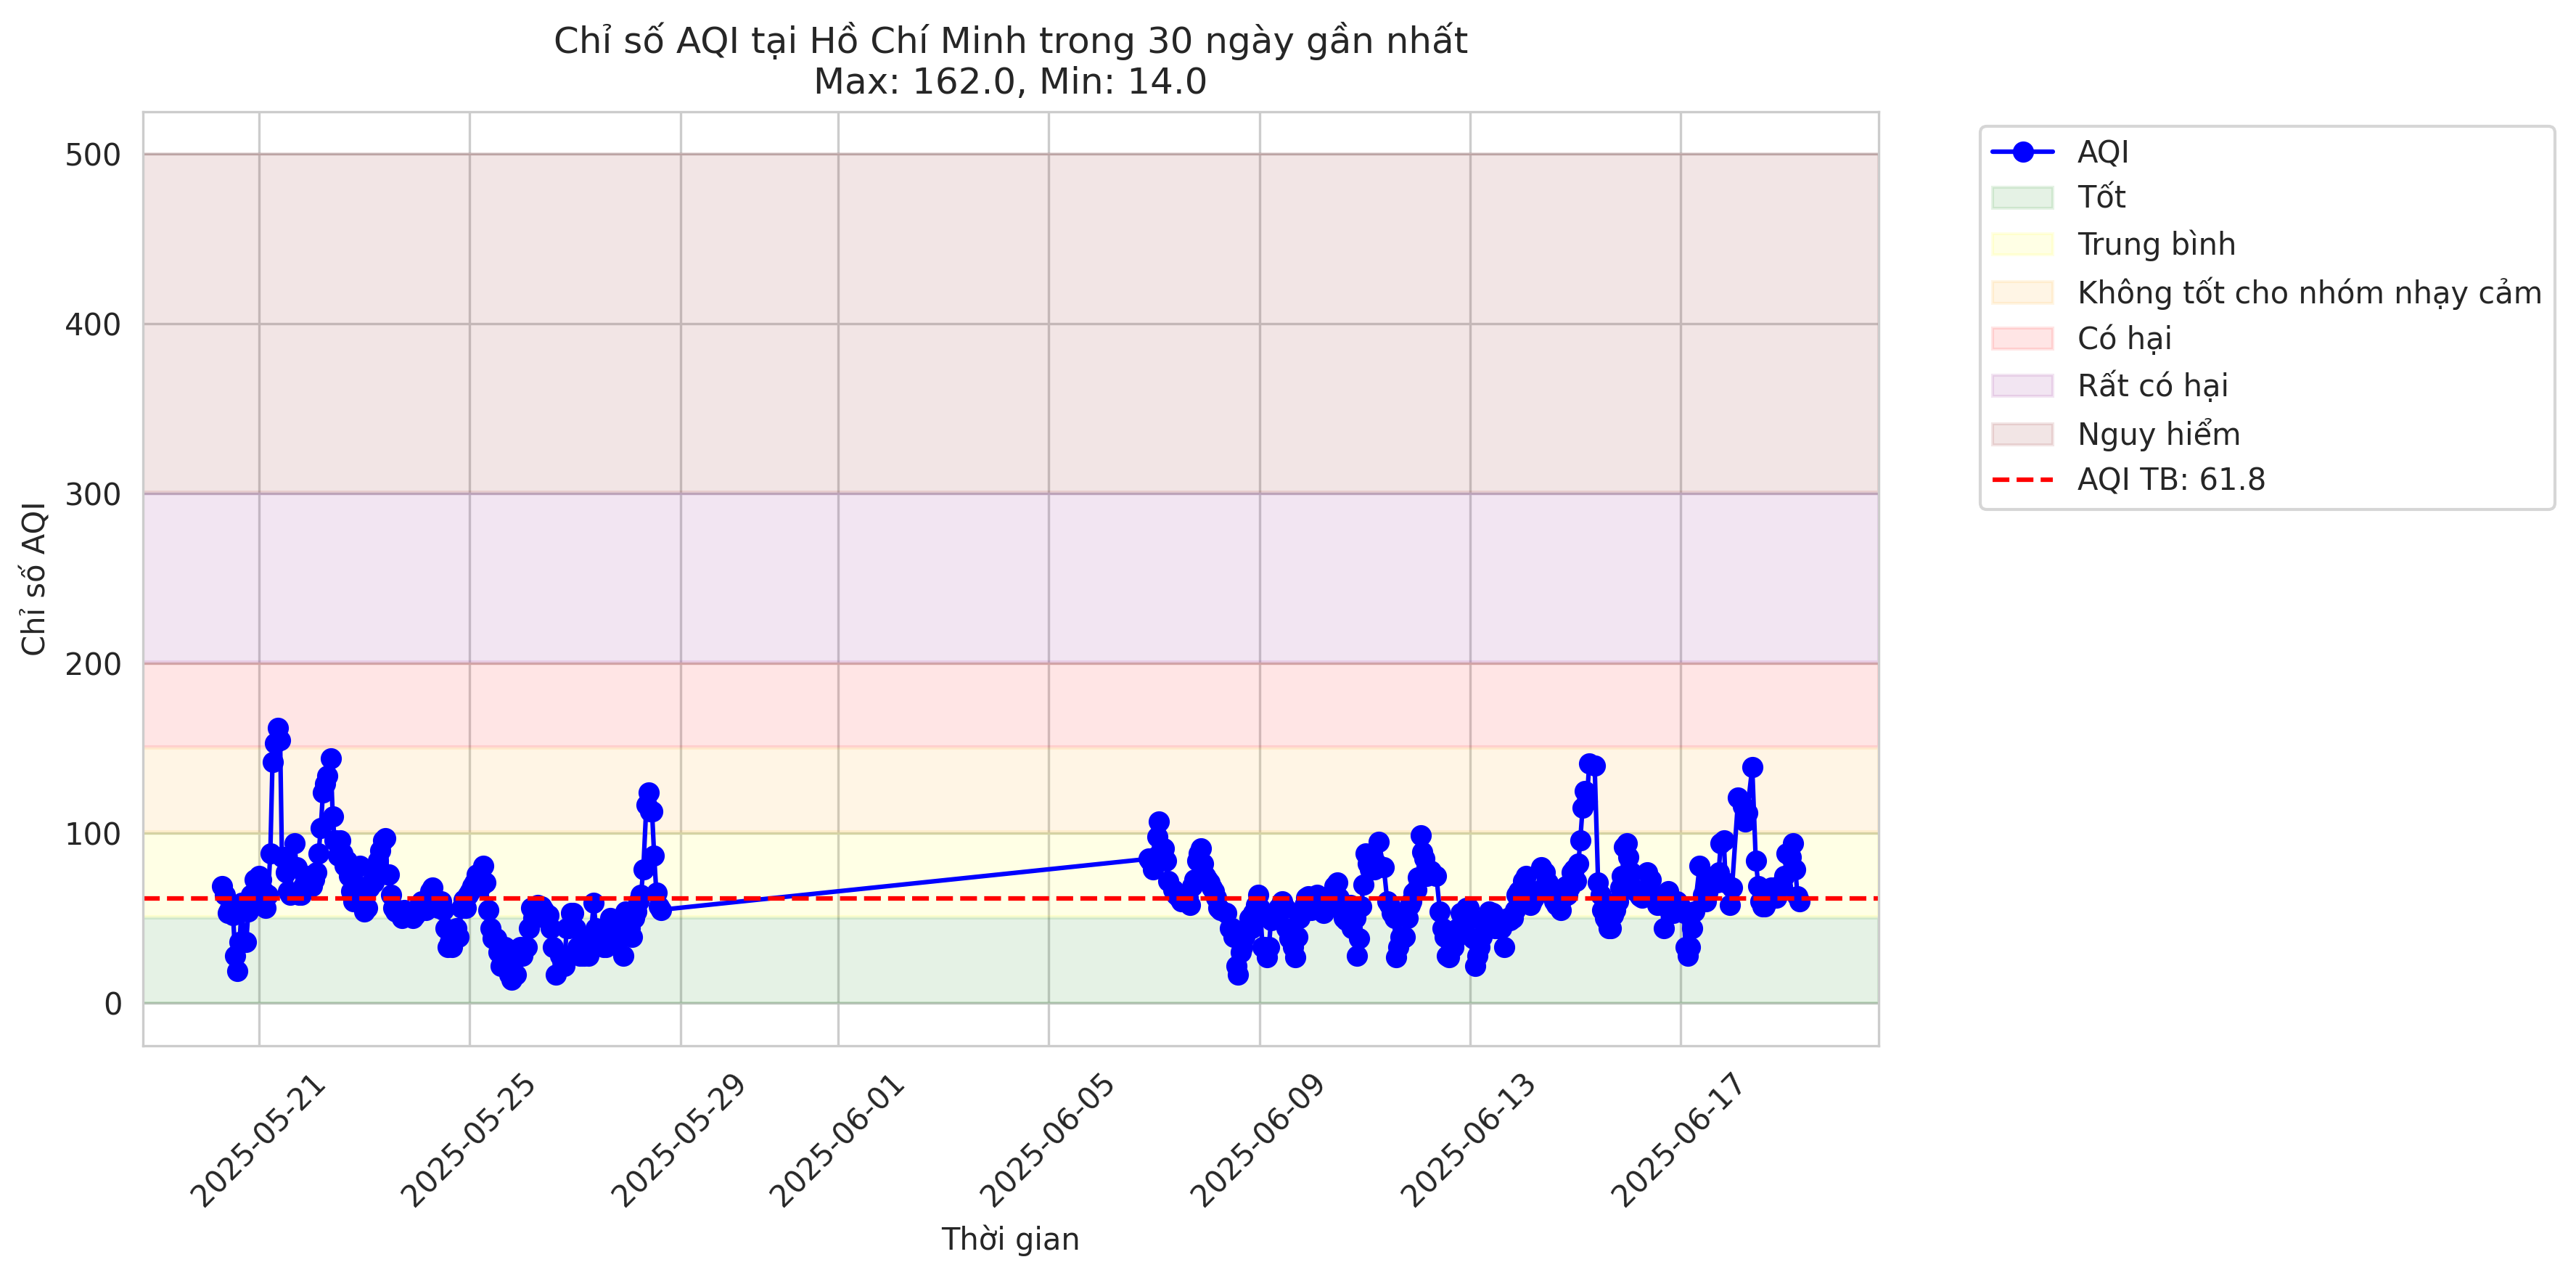 Chỉ số AQI tại Hồ Chí Minh trong 30 ngày gần nhất
Max: 162.0, Min: 14.0
Chỉ số AQI
500
400
300
200
100
0
2025-05-21
2025-05-25
2025-05-29
2025-06-01
2025-06-05
2025-06-09
2025-06-13
2025-06-17
Thời gian
AQI
Tốt
Trung bình
Không tốt cho nhóm nhạy cảm
Có hại
Rất có hại
Nguy hiểm
AQI TB: 61.8